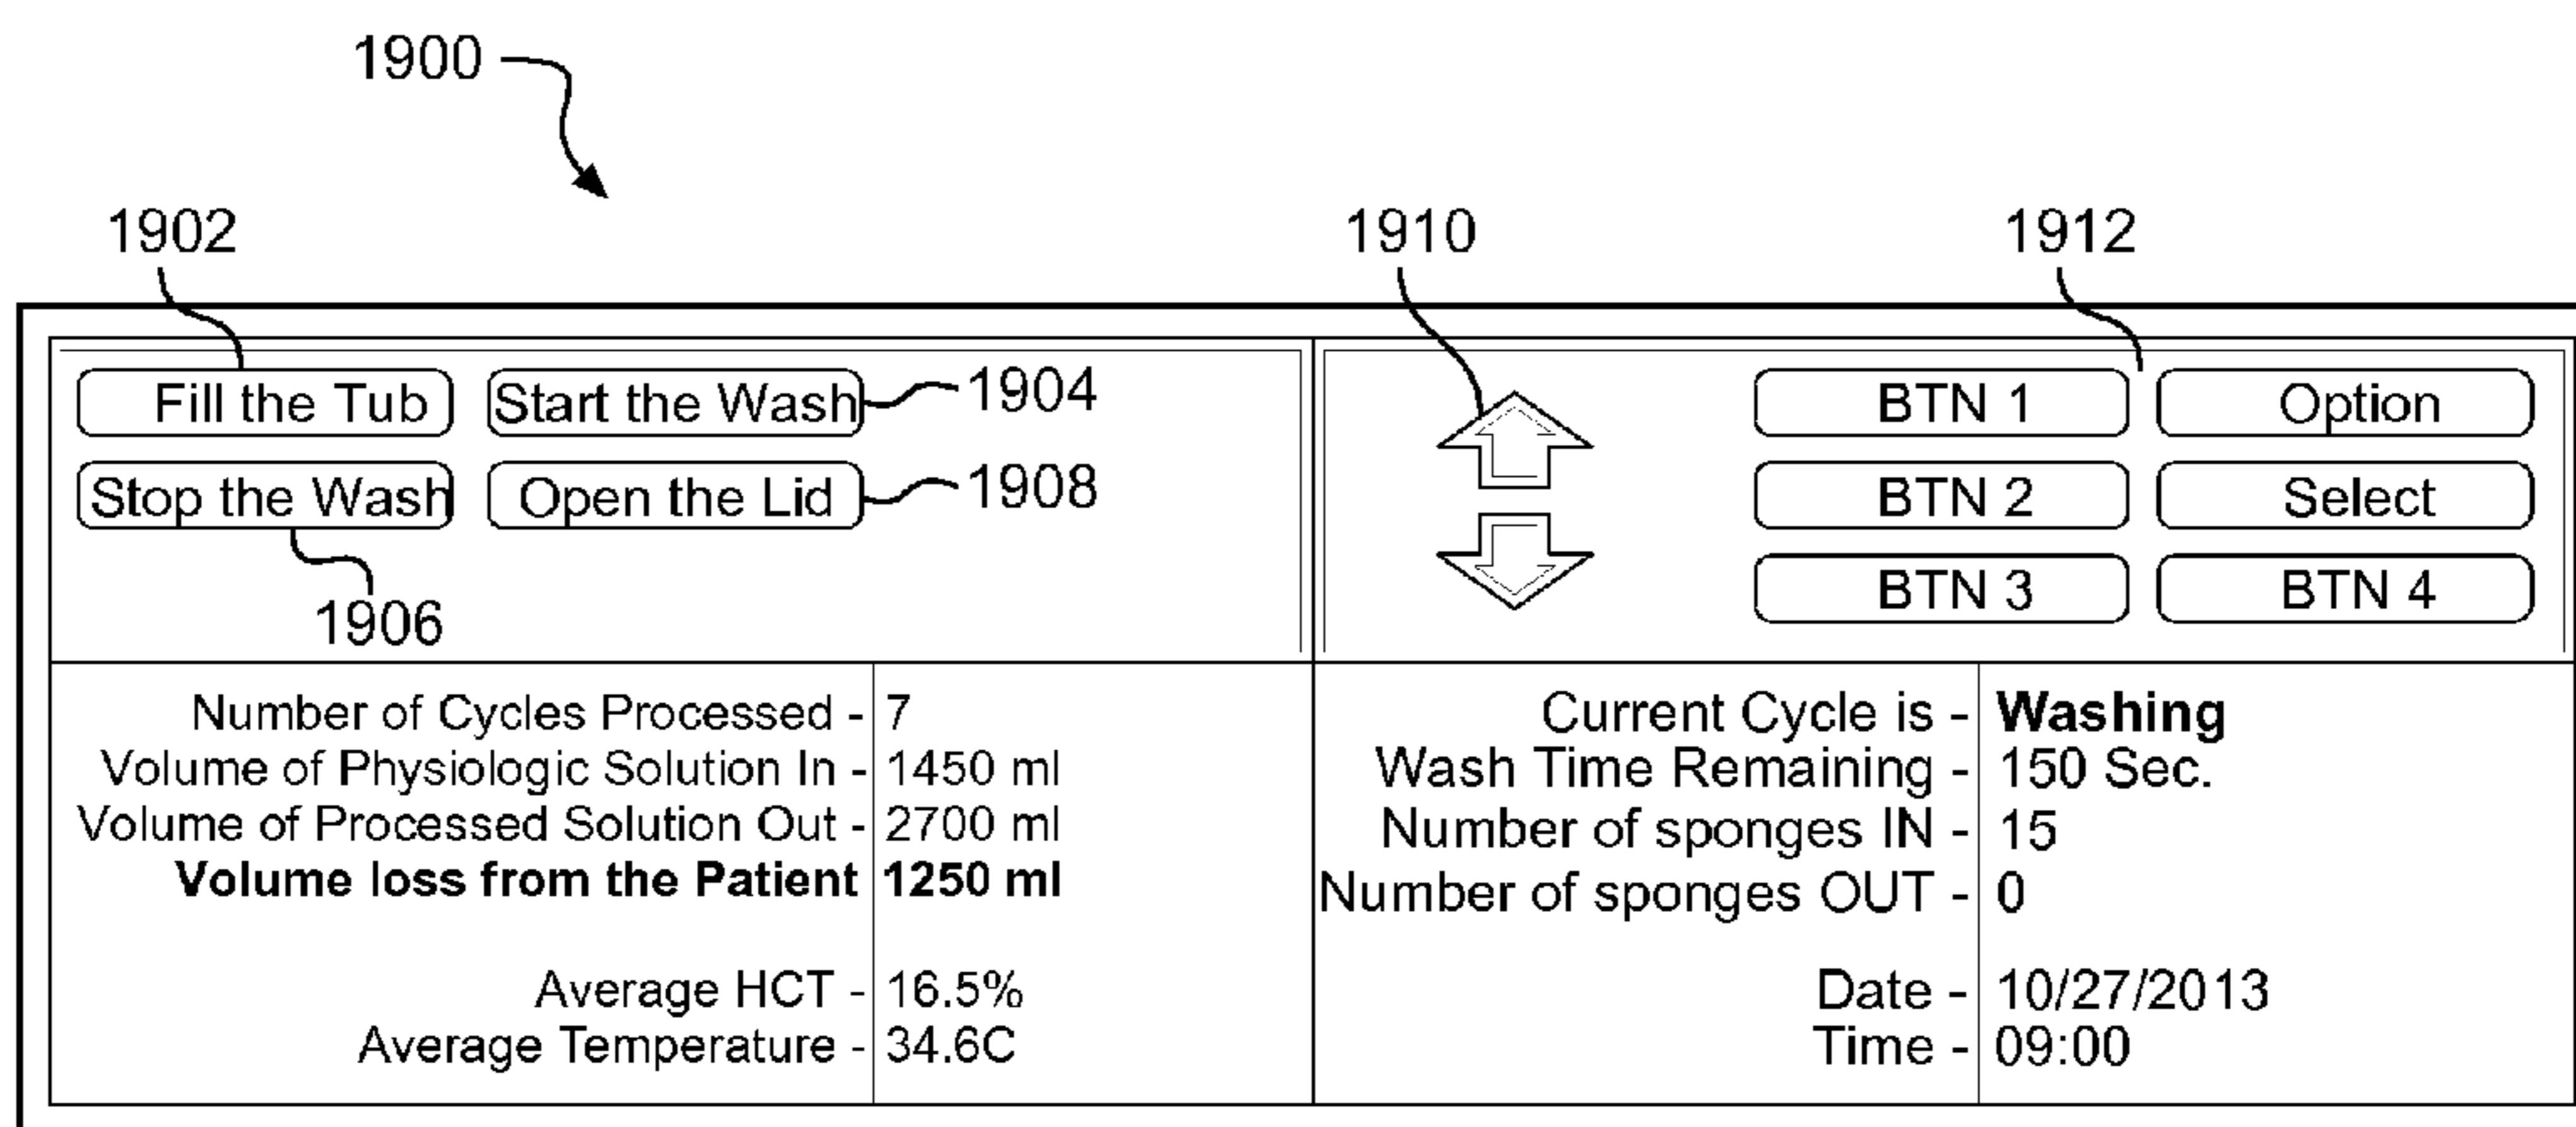 1900
1902
1910
1912
Fill the Tub
Start the Wash
1904
BTN 1
Option
Stop the Wash
Open the Lid
1908
BTN 2
Select
1906
BTN 3
BTN 4
Number of Cycles Processed - 7
Volume of Physiologic Solution In - 1450 ml
Volume of Processed Solution Out - 2700 ml
Volume loss from the Patient 1250 ml
Average HCT - 16.5%
Average Temperature - 34.6C
Current Cycle is - Washing
Wash Time Remaining - 150 Sec.
Number of sponges IN - 15
Number of sponges OUT - 0
Date - 10/27/2013
Time - 09:00